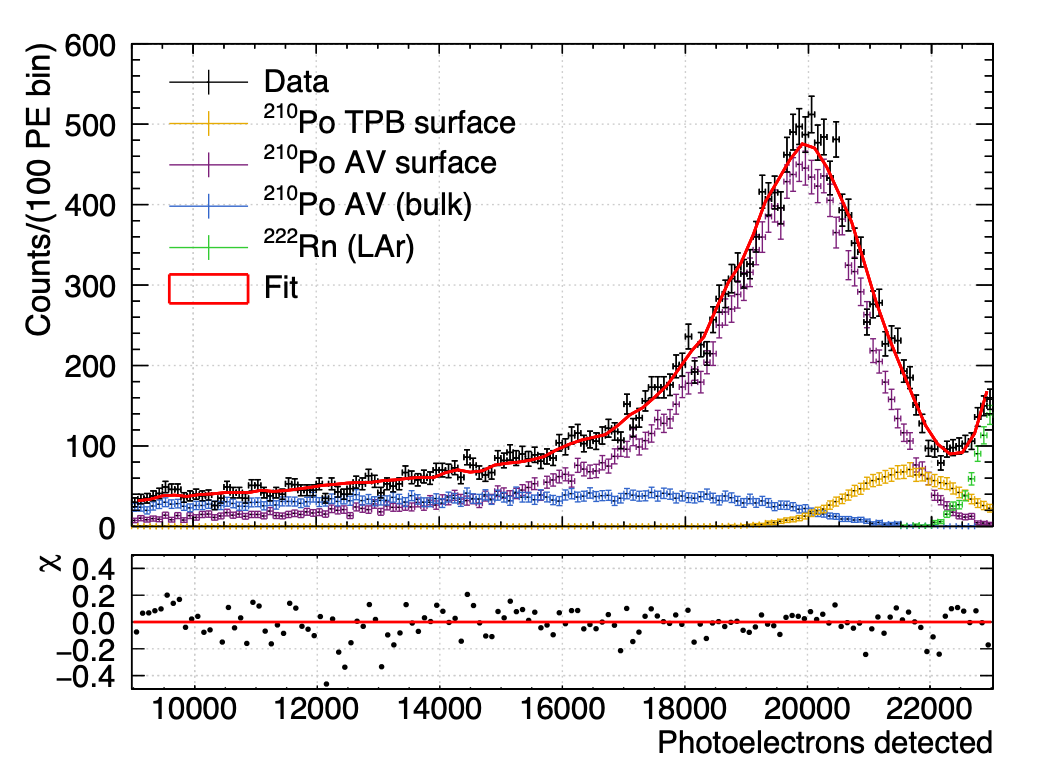 Counts/(100 PE bin)
600
500
400
300
200
100
0
Data
²¹⁰Po TPB surface
²¹⁰Po AV surface
²¹⁰Po AV (bulk)
²²²Rn (LAr)
Fit
χ
0.4
0.2
0.0
−0.2
−0.4
10000 12000 14000 16000 18000 20000 22000
Photoelectrons detected